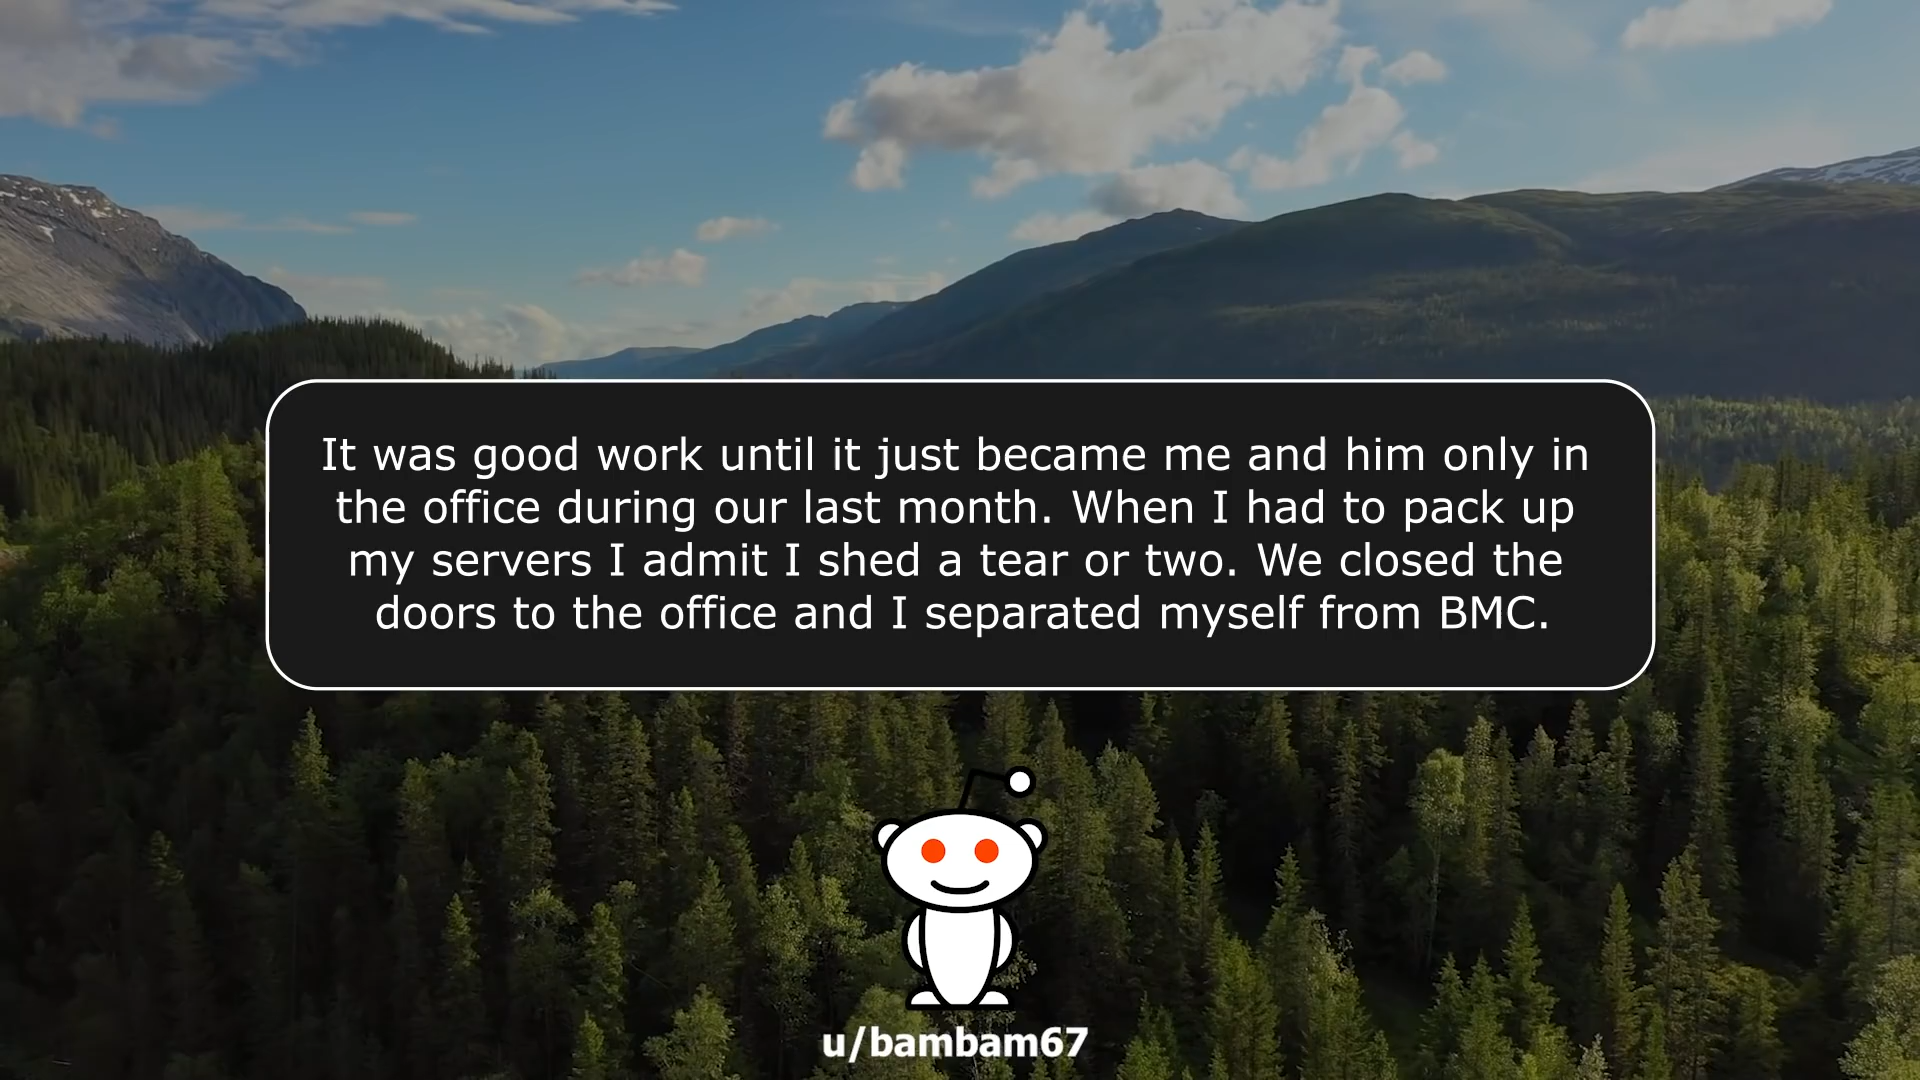 It was good work until it just became me and him only in
the office during our last month. When I had to pack up
my servers I admit I shed a tear or two. We closed the
doors to the office and I separated myself from BMC.
u/bambam67